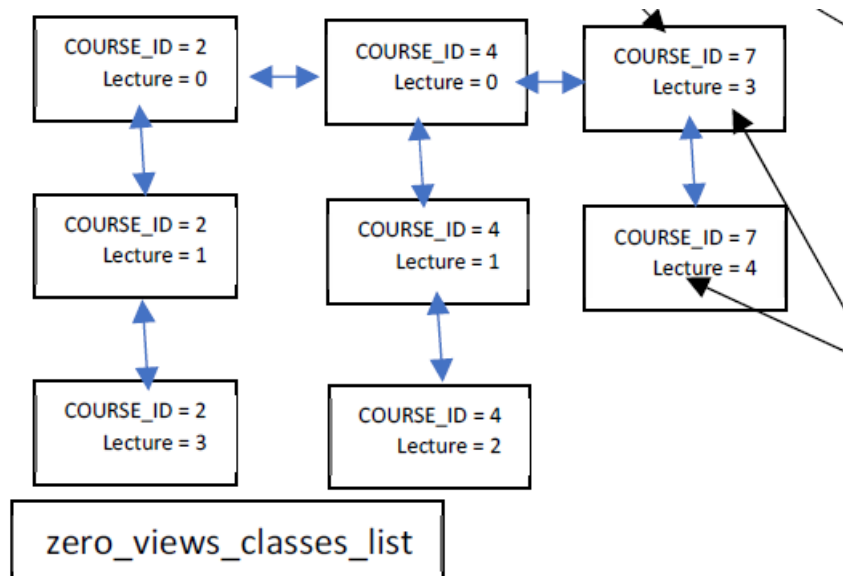 COURSE_ID = 2
Lecture = 0
COURSE_ID = 4
Lecture = 0
COURSE_ID = 7
Lecture = 3
COURSE_ID = 2
Lecture = 1
COURSE_ID = 4
Lecture = 1
COURSE_ID = 7
Lecture = 4
COURSE_ID = 2
Lecture = 3
COURSE_ID = 4
Lecture = 2
zero_views_classes_list